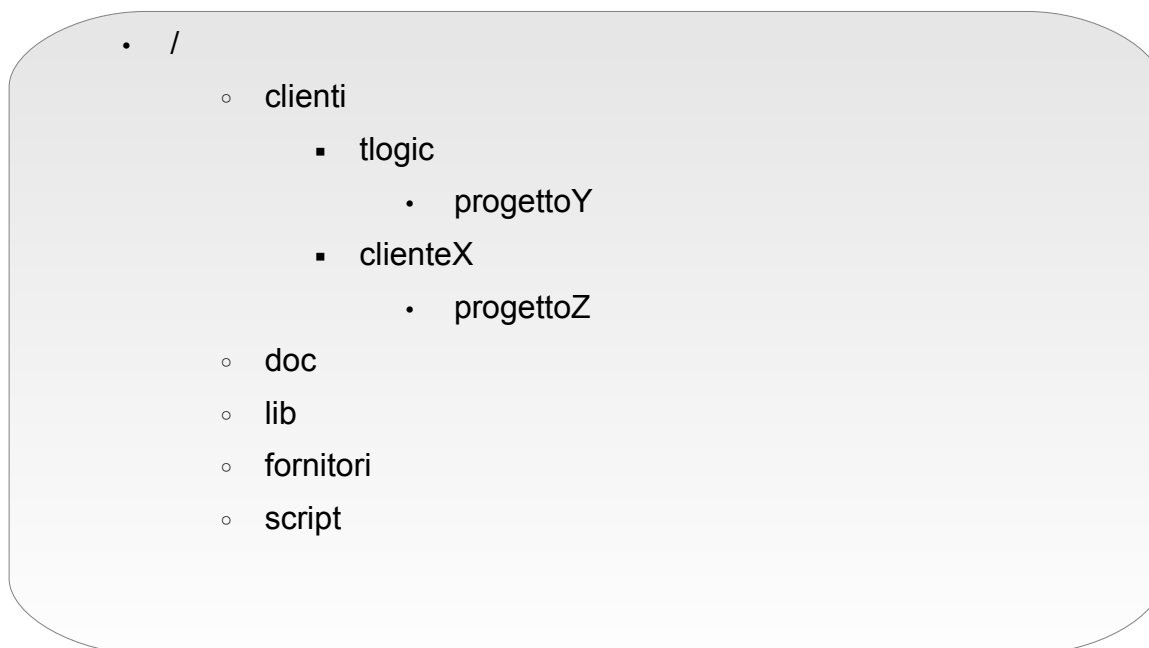 /
clienti
tlogic
progettoY
clienteX
progettoZ
doc
lib
fornitori
script